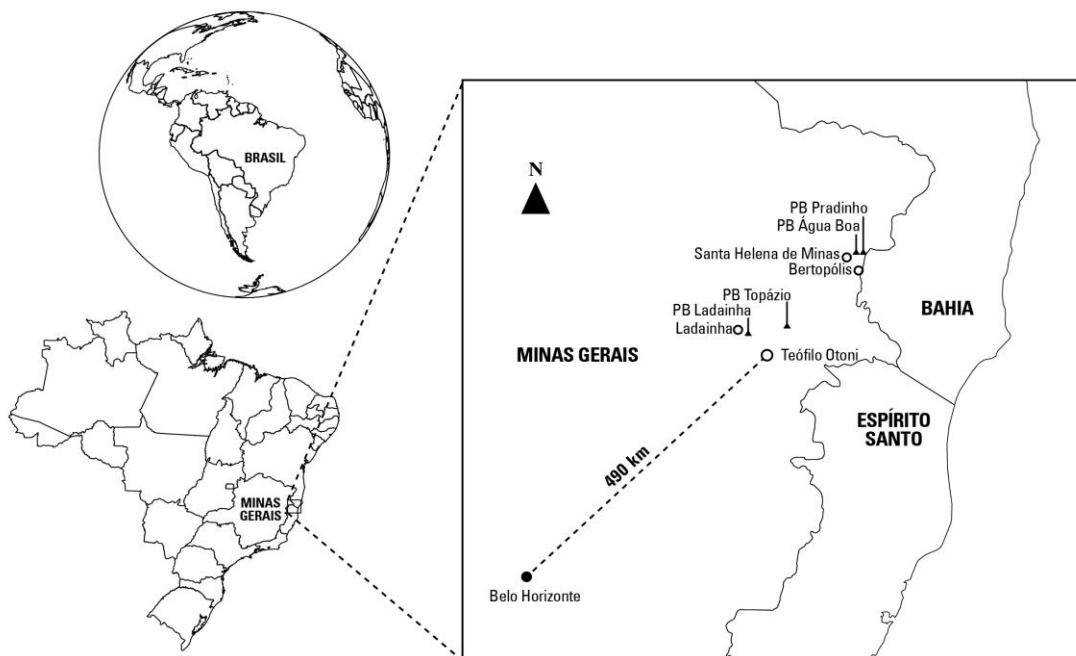 BRASIL
MINAS
GERAIS
N
PB Pradinho
PB Água Boa
Santa Helena de Minas
Bertópolis
PB Topázio
PB Ladainha
Ladainha
MINAS GERAIS
Teófilo Otoni
BAHIA
ESPÍRITO
SANTO
490 km
Belo Horizonte